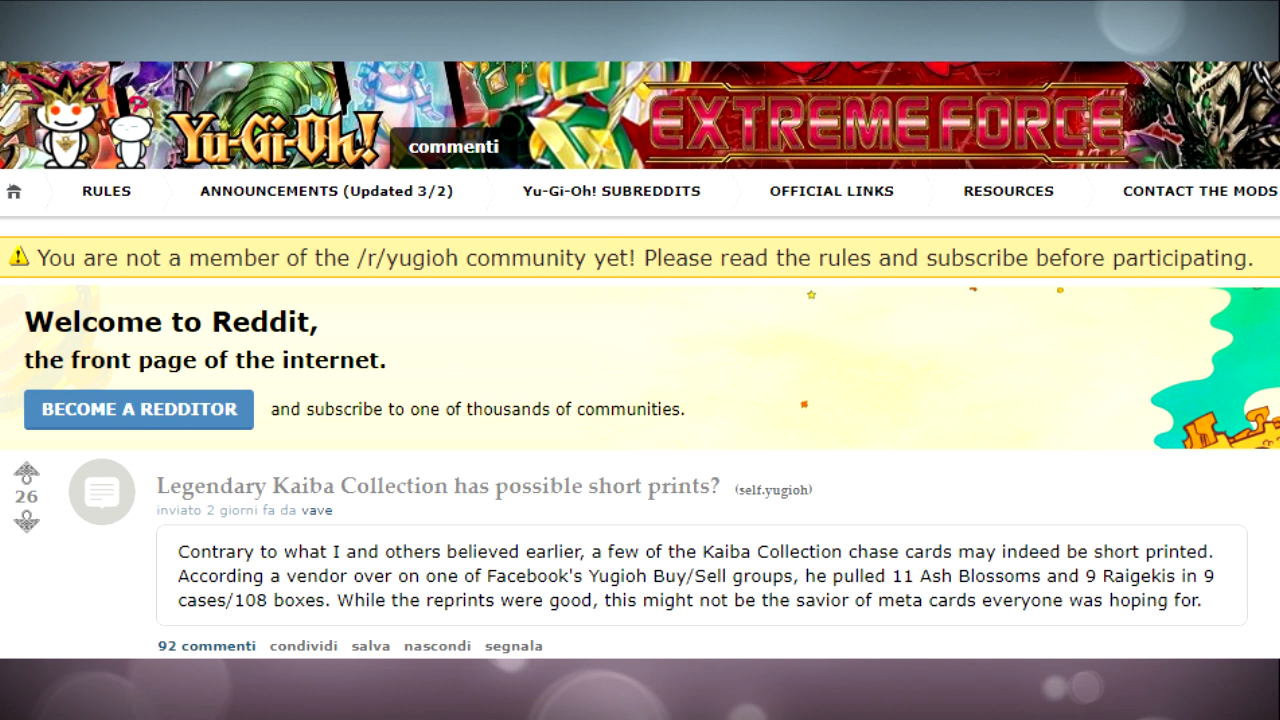 Yu-Gi-Oh!
commenti
EXTREME FORCE
RULES ANNOUNCEMENTS (Updated 3/2) Yu-Gi-Oh! SUBREDDITS OFFICIAL LINKS RESOURCES CONTACT THE MODS
You are not a member of the /r/yugioh community yet! Please read the rules and subscribe before participating.
Welcome to Reddit,
the front page of the internet.
BECOME A REDDITOR and subscribe to one of thousands of communities.
26
Legendary Kaiba Collection has possible short prints? (self.yugioh)
inviato 2 giorni fa da vave
Contrary to what I and others believed earlier, a few of the Kaiba Collection chase cards may indeed be short printed.
According a vendor over on one of Facebook's Yugioh Buy/Sell groups, he pulled 11 Ash Blossoms and 9 Raigekis in 9
cases/108 boxes. While the reprints were good, this might not be the savior of meta cards everyone was hoping for.
92 commenti condividi salva nascondi segnala